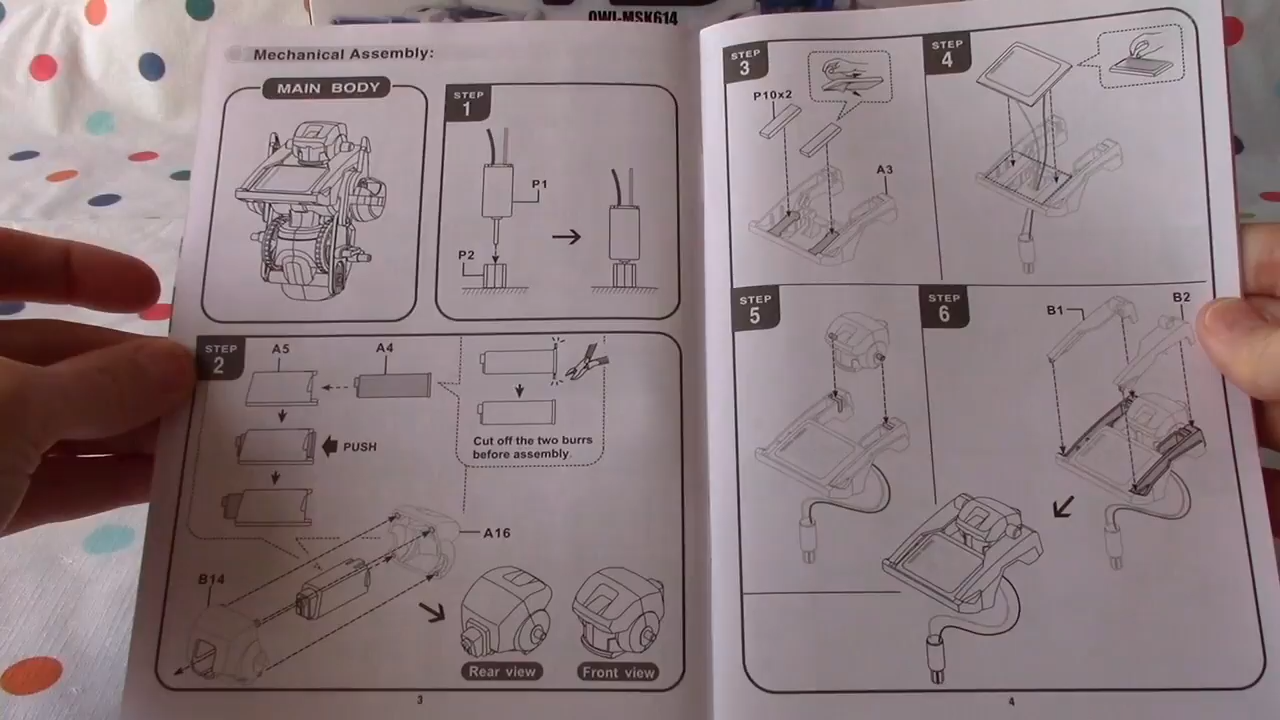 OWI-MSK614
Mechanical Assembly:
MAIN BODY
STEP
1
P1
P2
STEP
2
A5
A4
PUSH
Cut off the two burrs
before assembly.
A16
B14
Rear view
Front view
3
STEP
3
P10x2
A3
STEP
4
STEP
5
STEP
6
B1
B2
4